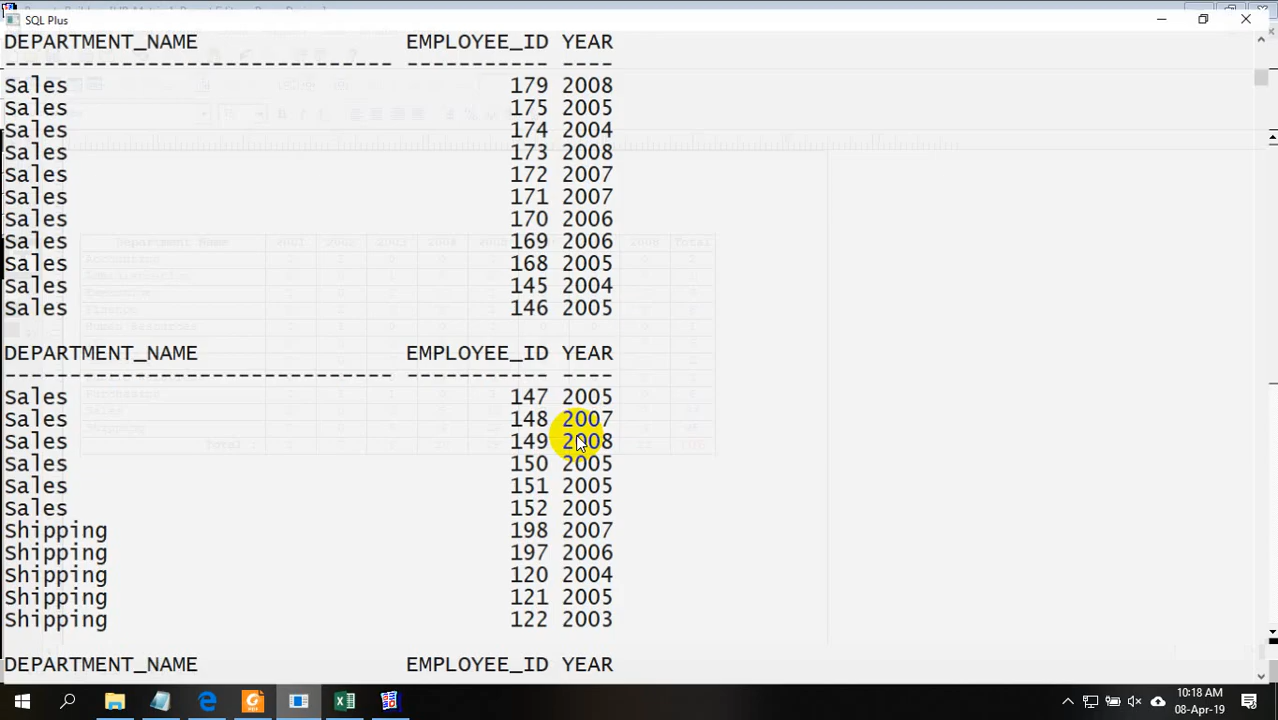 SQL Plus
DEPARTMENT_NAME EMPLOYEE_ID YEAR
------------------------------ ----------- ----
Sales 179 2008
Sales 175 2005
Sales 174 2004
Sales 173 2008
Sales 172 2007
Sales 171 2007
Sales 170 2006
Sales 169 2006
Sales 168 2005
Sales 145 2004
Sales 146 2005
DEPARTMENT_NAME EMPLOYEE_ID YEAR
------------------------------ ----------- ----
Sales 147 2005
Sales 148 2007
Sales 149 2008
Sales 150 2005
Sales 151 2005
Sales 152 2005
Shipping 198 2007
Shipping 197 2006
Shipping 120 2004
Shipping 121 2005
Shipping 122 2003
DEPARTMENT_NAME EMPLOYEE_ID YEAR
10:18 AM
08-Apr-19